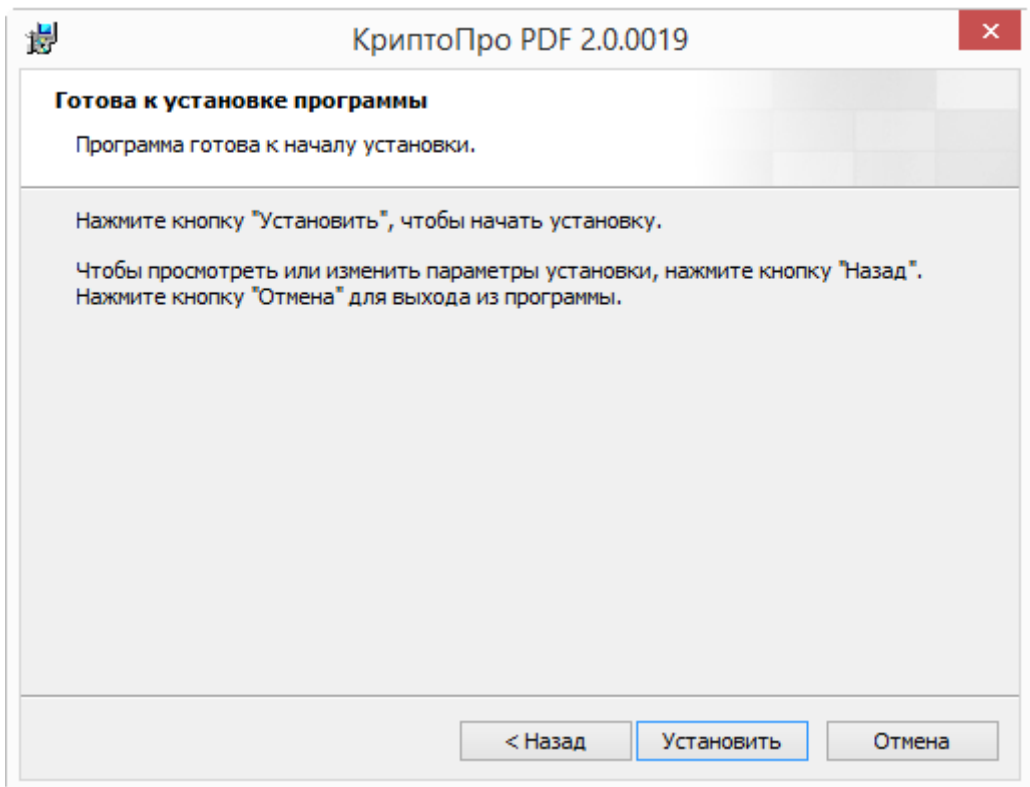 КриптоПро PDF 2.0.0019
Готова к установке программы
Программа готова к началу установки.
Нажмите кнопку "Установить", чтобы начать установку.
Чтобы просмотреть или изменить параметры установки, нажмите кнопку "Назад".
Нажмите кнопку "Отмена" для выхода из программы.
< Назад
Установить
Отмена